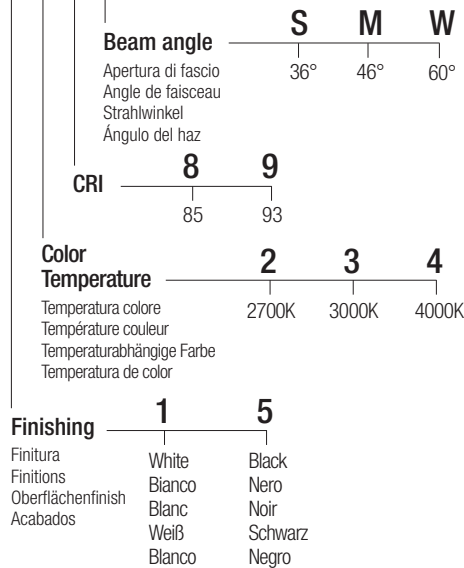 S M W
Beam angle
36° 46° 60°
Apertura di fascio
Angle de faisceau
Strahlwinkel
Ángulo del haz
8 9
CRI
85 93
Color
Temperature
2 3 4
Temperatura colore
2700K 3000K 4000K
Température couleur
Temperaturabhängige Farbe
Temperatura de color
1 5
Finishing
Finitura
Finitions
Oberflächenfinish
Acabados
White
Bianco
Blanc
Weiß
Blanco
Black
Nero
Noir
Schwarz
Negro